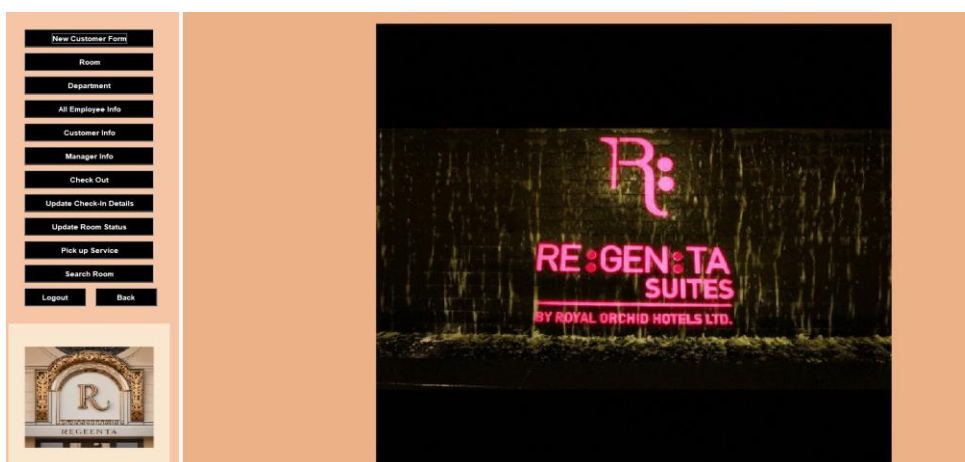 New Customer Form
Room
Department
All Employee Info
Customer Info
Manager Info
Check Out
Update Check-In Details
Update Room Status
Pick up Service
Search Room
Logout
Back
R
REGEENTA
R:
RE:GEN:TA
SUITES
BY ROYAL ORCHID HOTELS LTD.